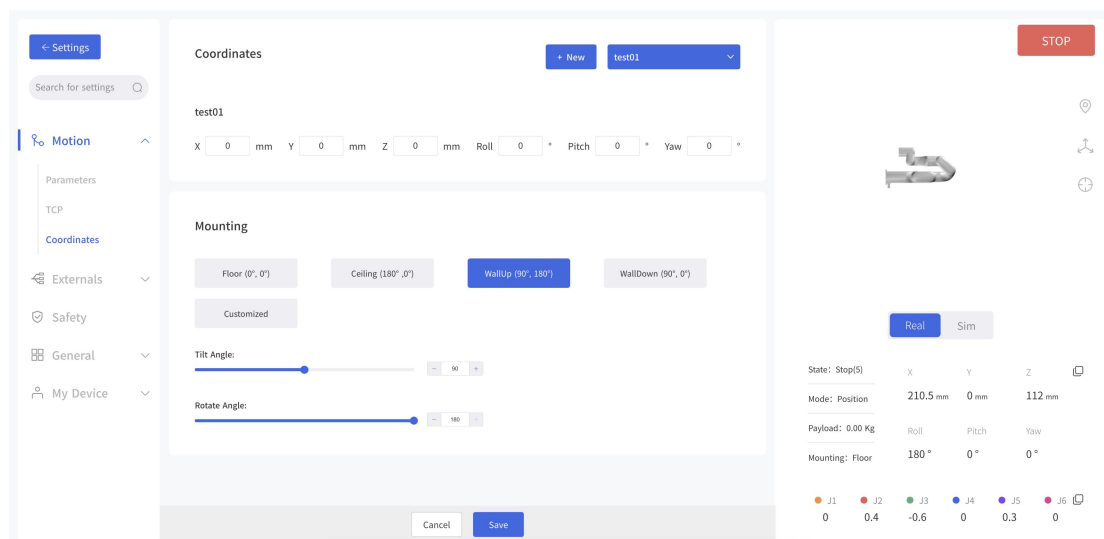 ← Settings
Search for settings
Motion
Parameters
TCP
Coordinates
Externals
Safety
General
My Device
Coordinates
+ New
test01
test01
X 0 mm Y 0 mm Z 0 mm Roll 0 ° Pitch 0 ° Yaw 0 °
Mounting
Floor (0°, 0°) Ceiling (180° ,0°) WallUp (90°, 180°) WallDown (90°, 0°)
Customized
Tilt Angle:
− 90 +
Rotate Angle:
− 180 +
Cancel Save
STOP
Real Sim
State: Stop(5)
Mode: Position
Payload: 0.00 Kg
Mounting: Floor
X Y Z
210.5 mm 0 mm 112 mm
Roll Pitch Yaw
180 ° 0 ° 0 °
J1 J2 J3 J4 J5 J6
0 0.4 -0.6 0 0.3 0